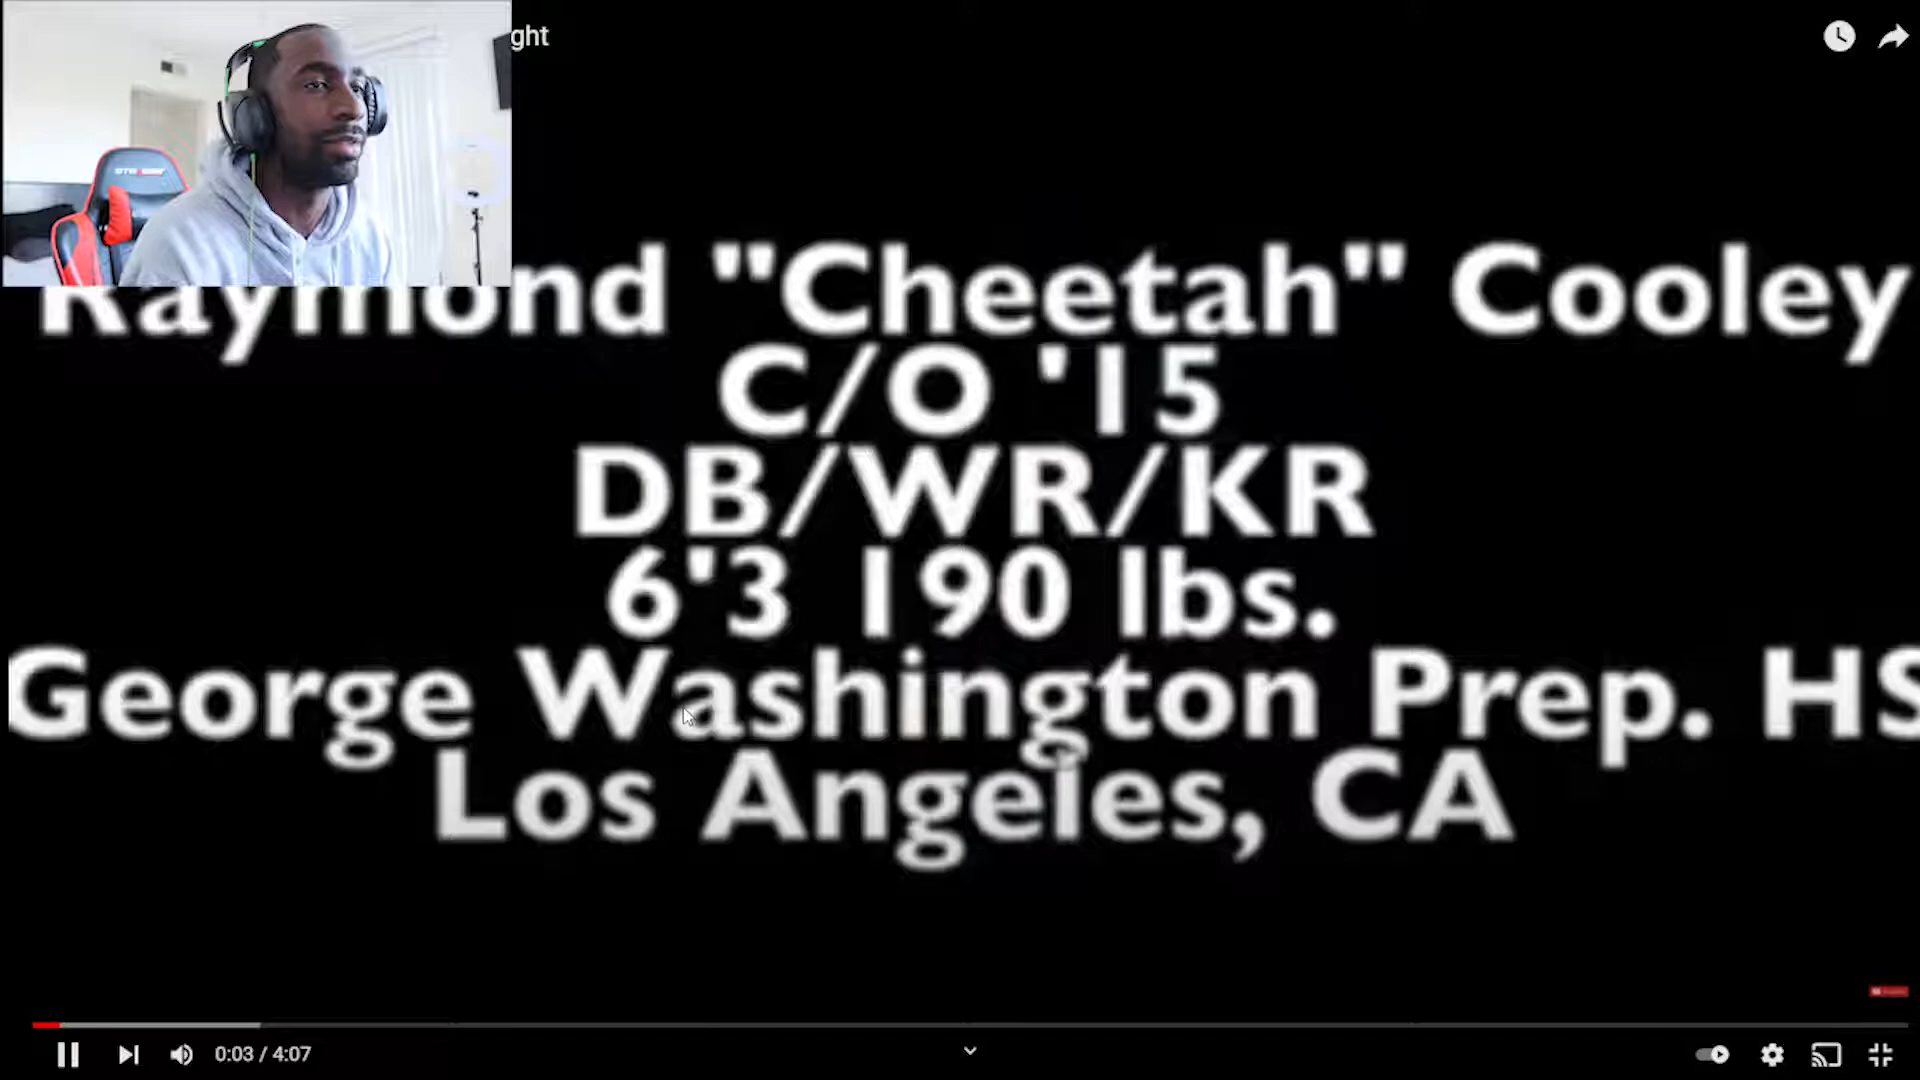 ght
Raymond "Cheetah" Cooley
C/O '15
DB/WR/KR
6'3 190 lbs.
George Washington Prep. HS
Los Angeles, CA
0:03 / 4:07